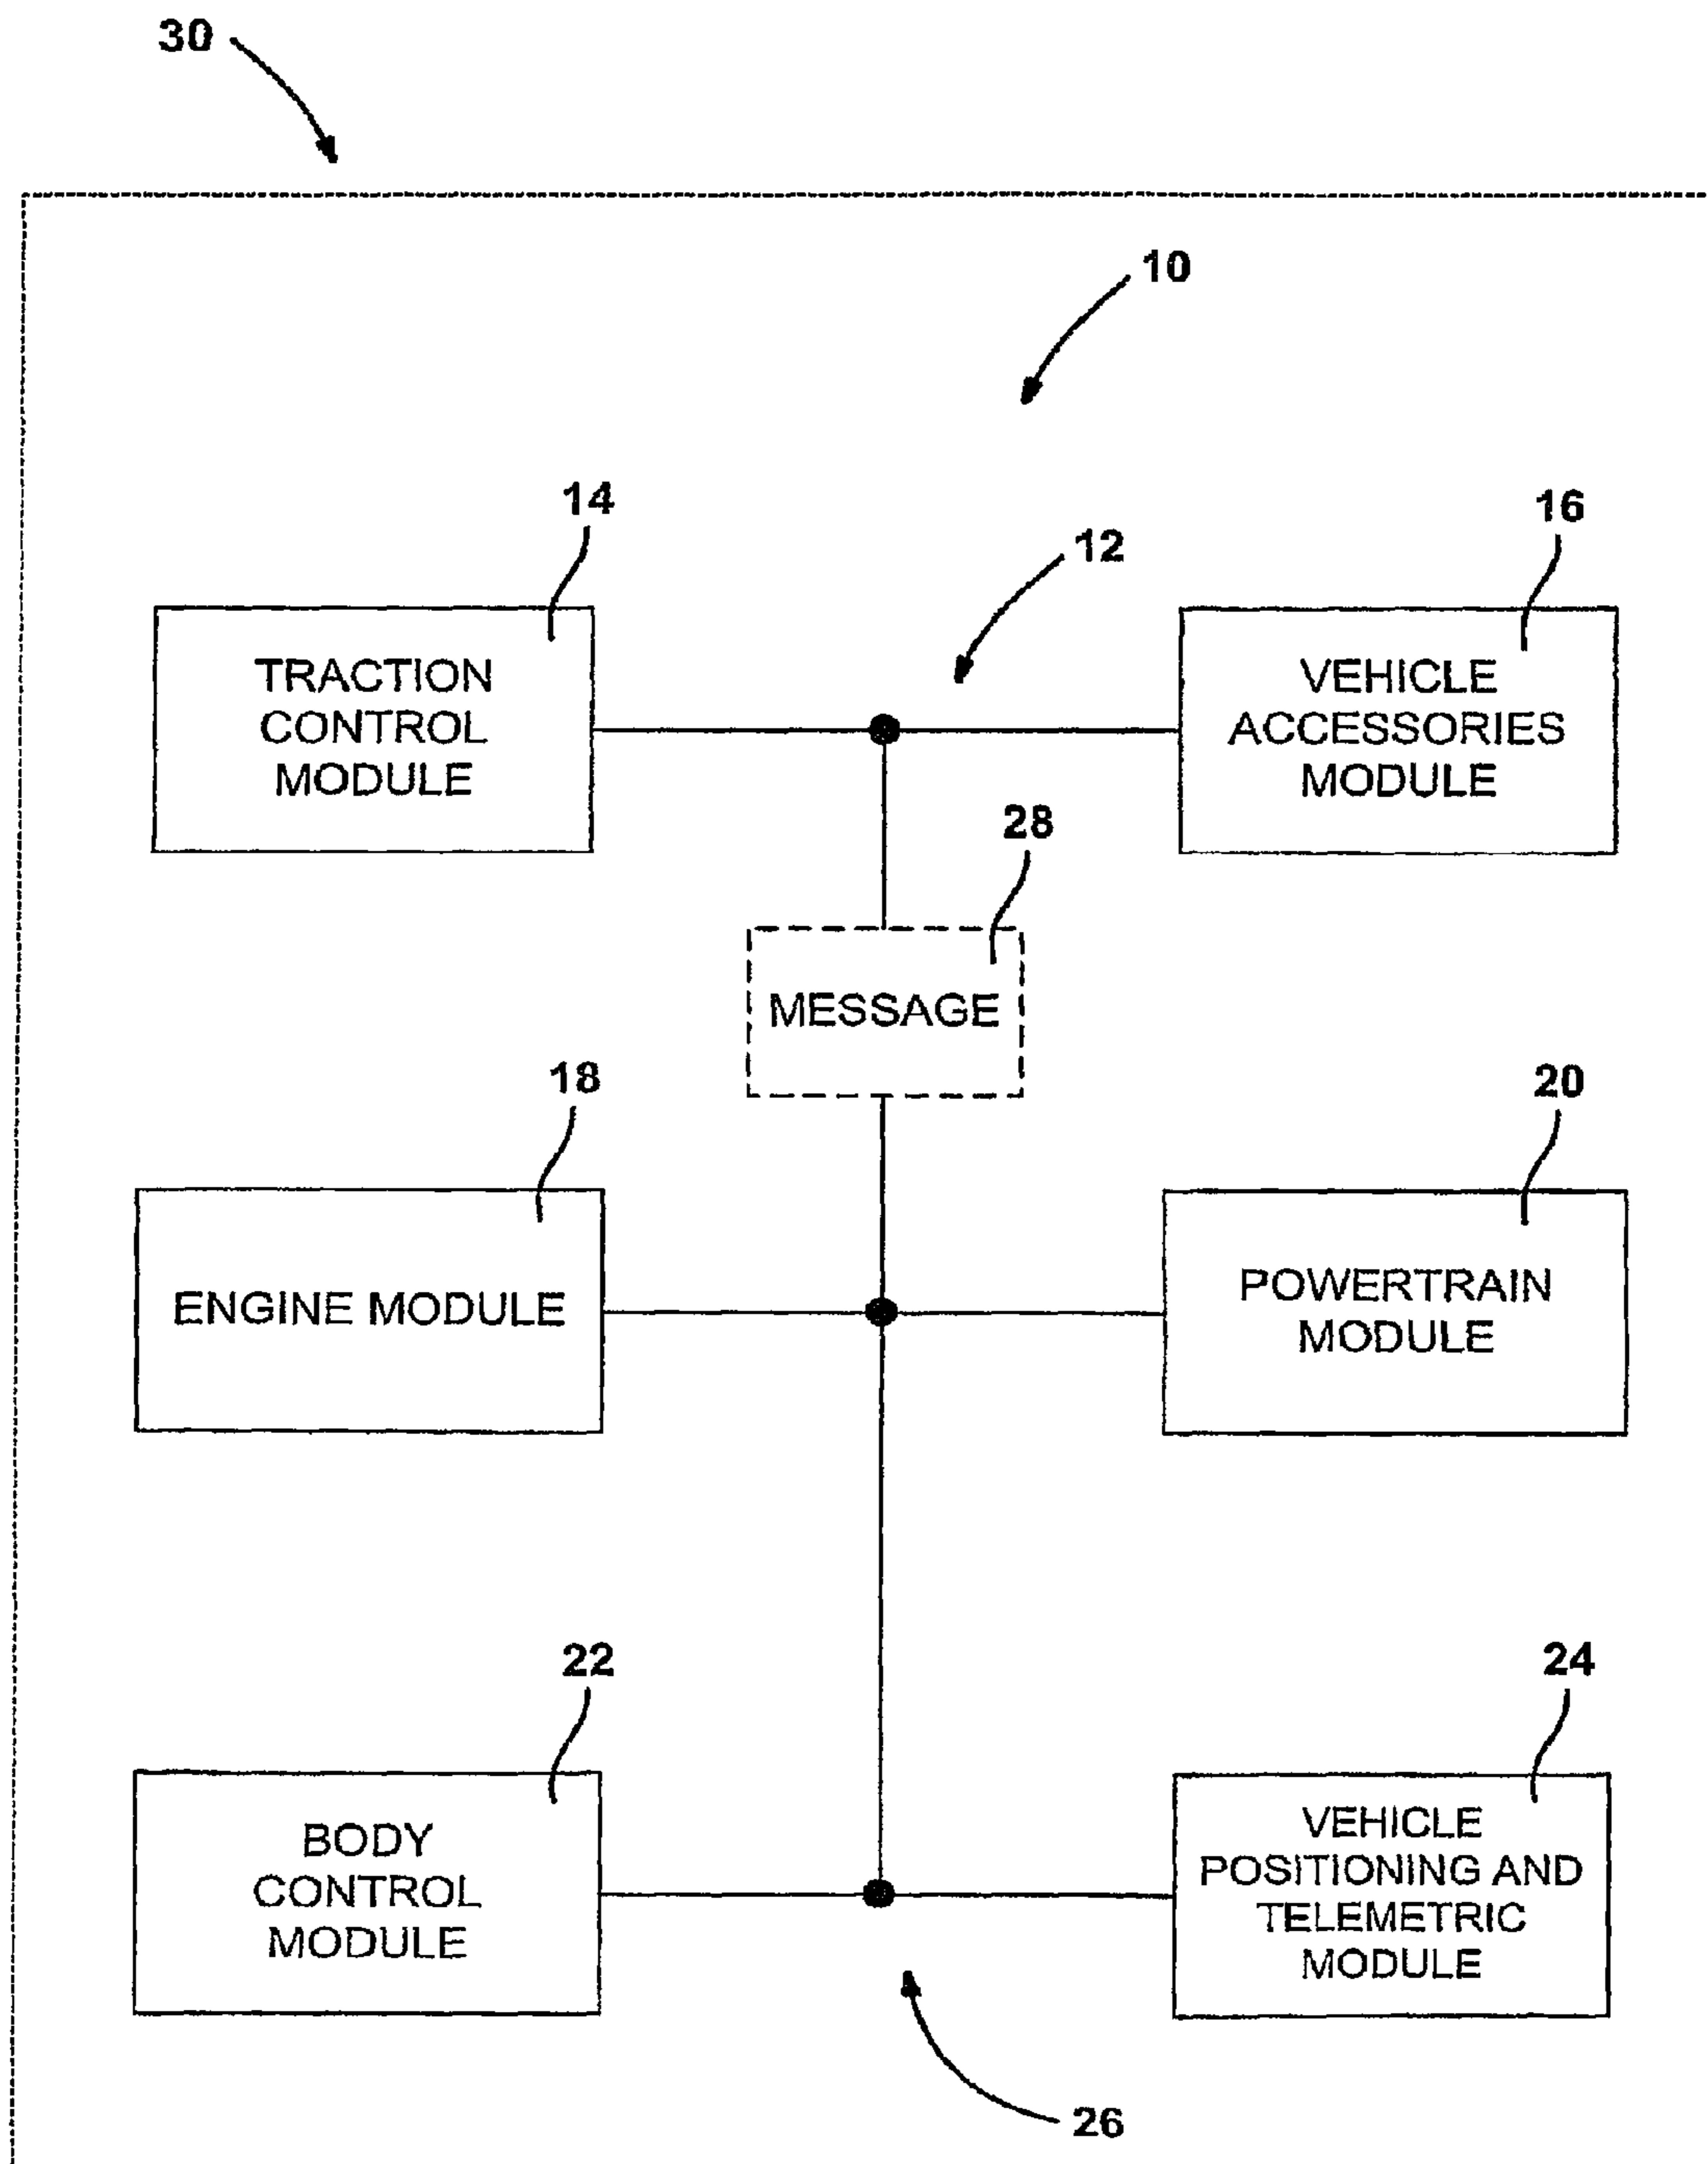 30
10
14
16
12
TRACTION
CONTROL
MODULE
VEHICLE
ACCESSORIES
MODULE
28
MESSAGE
18
20
ENGINE MODULE
POWERTRAIN
MODULE
22
24
BODY
CONTROL
MODULE
VEHICLE
POSITIONING AND
TELEMETRIC
MODULE
26